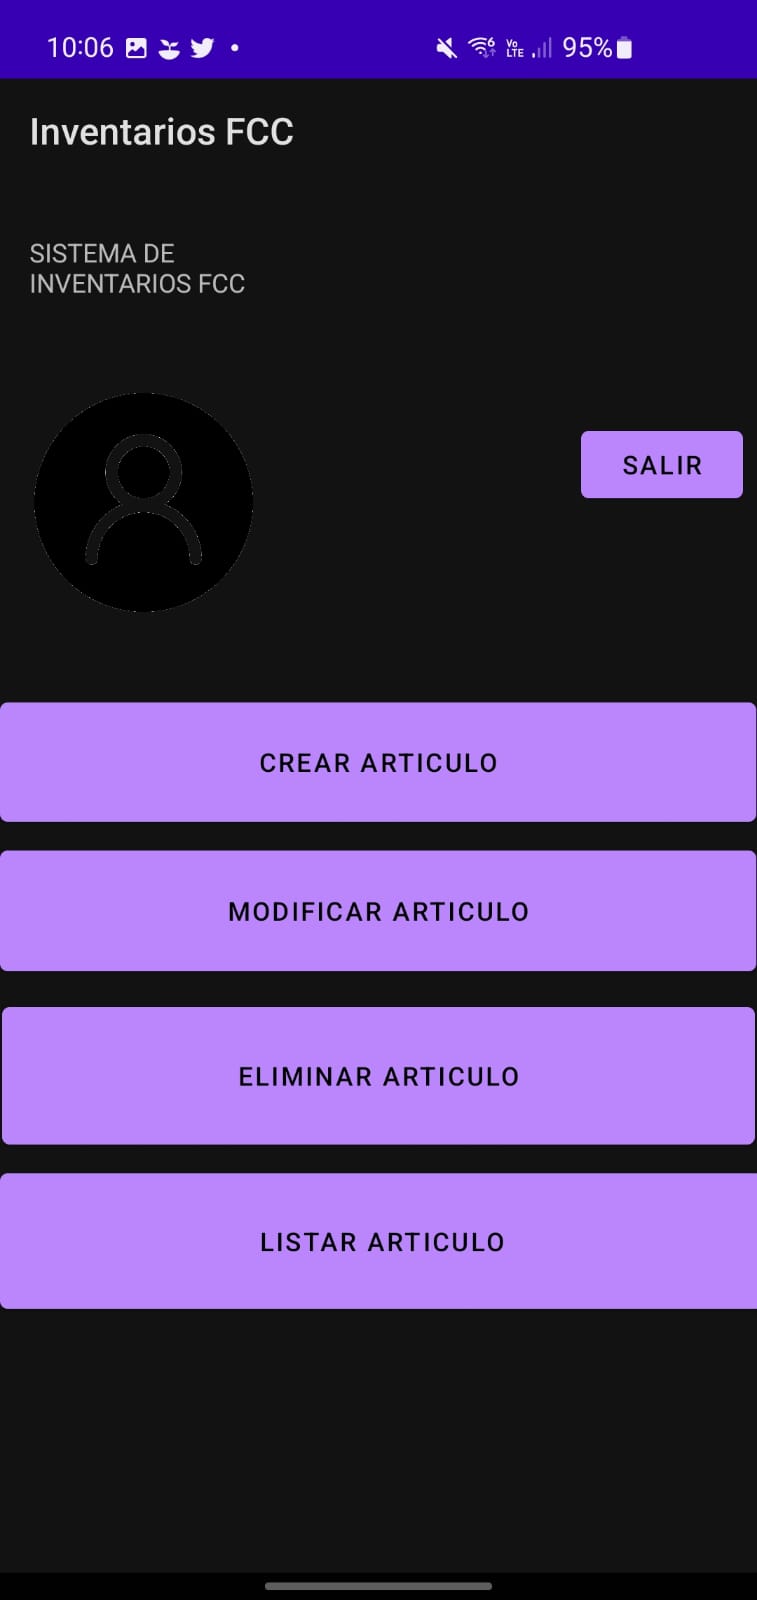 10:06
Vo LTE 95%
Inventarios FCC
SISTEMA DE
INVENTARIOS FCC
SALIR
CREAR ARTICULO
MODIFICAR ARTICULO
ELIMINAR ARTICULO
LISTAR ARTICULO